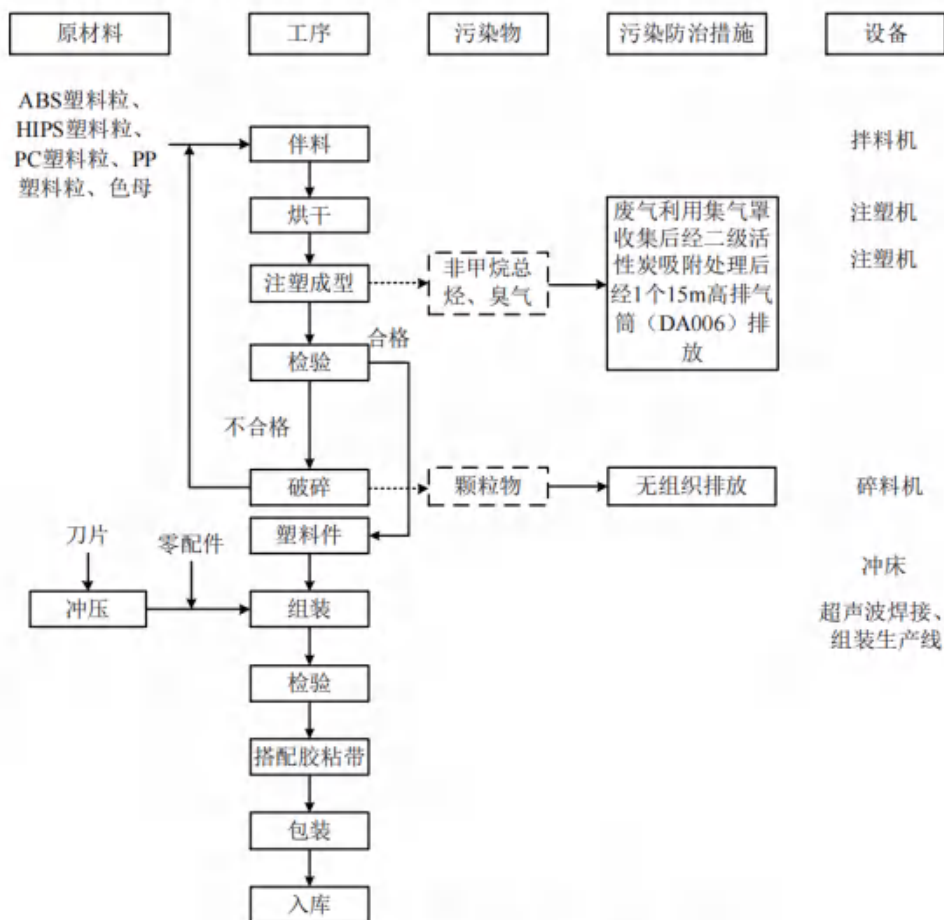 原材料
工序
污染物
污染防治措施
设备
ABS塑料粒、
HIPS塑料粒、
PC塑料粒、PP
塑料粒、色母
伴料
拌料机
烘干
注塑机
注塑成型
非甲烷总
烃、臭气
废气利用集气罩
收集后经二级活
性炭吸附处理后
经1个15m高排气
筒（DA006）排
放
注塑机
检验
合格
不合格
破碎
颗粒物
无组织排放
碎料机
塑料件
刀片
零配件
冲床
冲压
组装
超声波焊接、
组装生产线
检验
搭配胶粘带
包装
入库